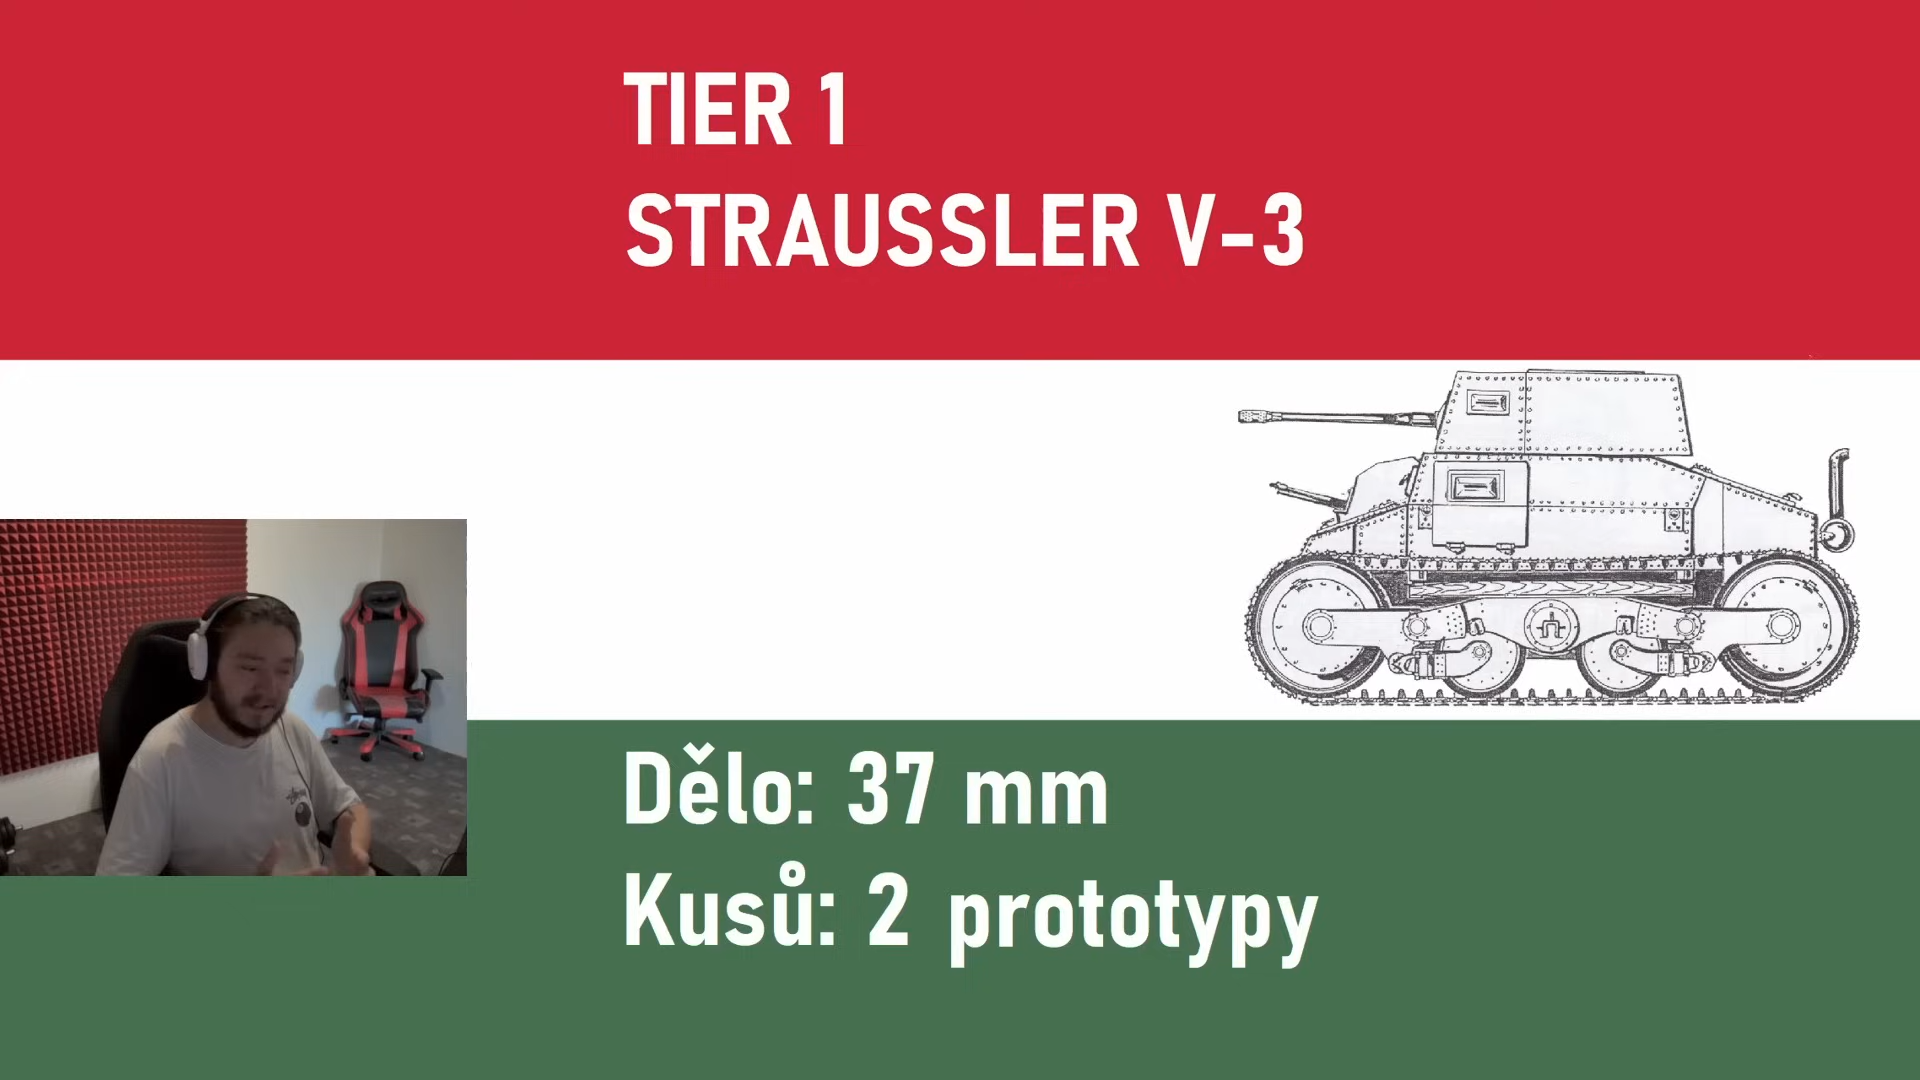 TIER 1
STRAUSSLER V-3
Dělo: 37 mm
Kusů: 2 prototypy